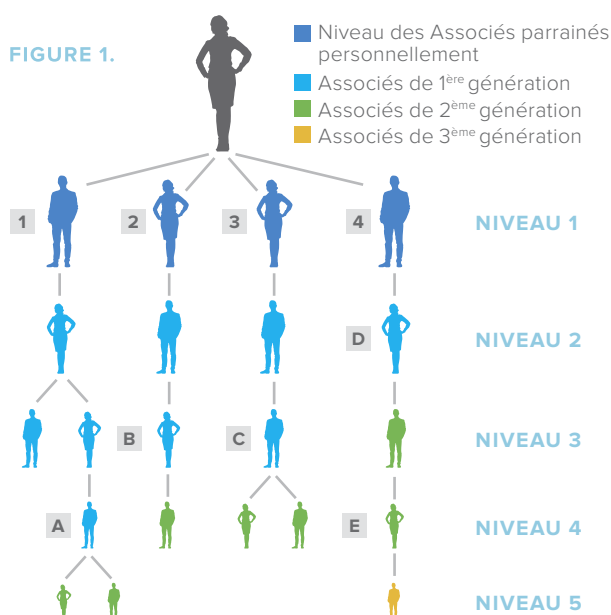 FIGURE 1.
Niveau des Associés parrainés
personnellement
Associés de 1ère génération
Associés de 2ème génération
Associés de 3ème génération
1
2
3
4
NIVEAU 1
D
NIVEAU 2
B
C
NIVEAU 3
A
E
NIVEAU 4
NIVEAU 5